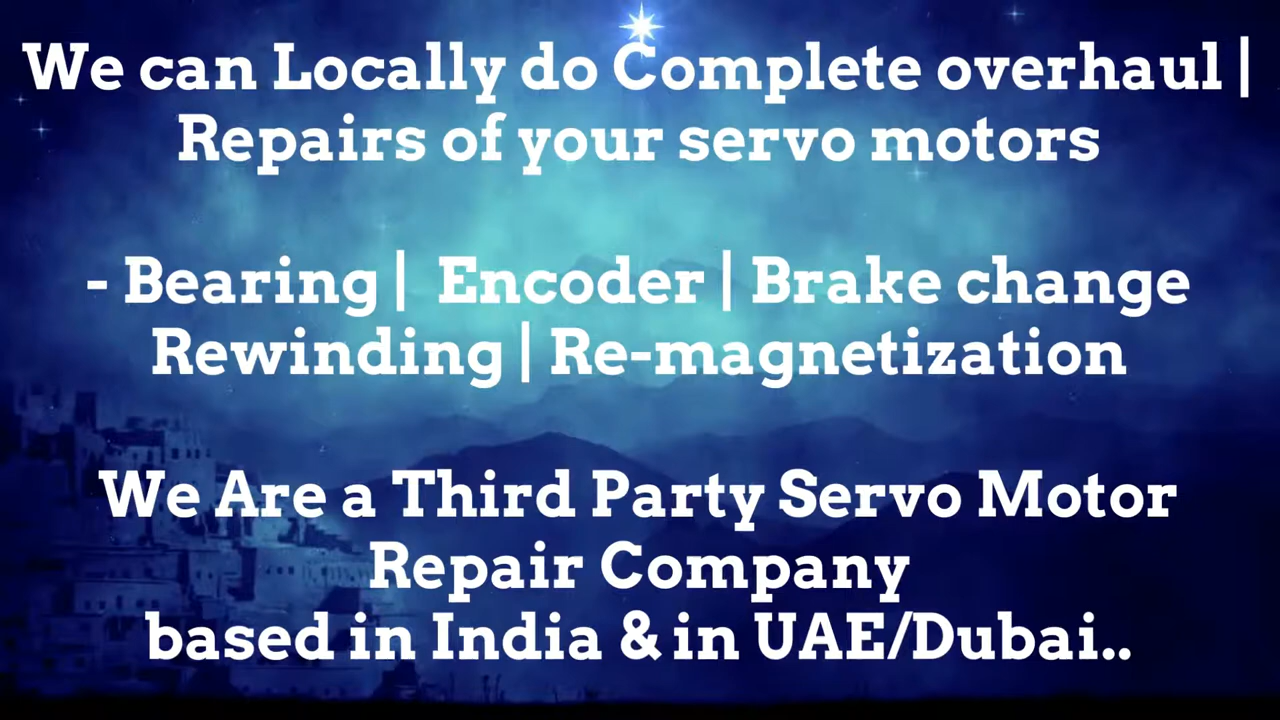 We can Locally do Complete overhaul |
Repairs of your servo motors
- Bearing | Encoder | Brake change
Rewinding | Re-magnetization
We Are a Third Party Servo Motor
Repair Company
based in India & in UAE/Dubai..